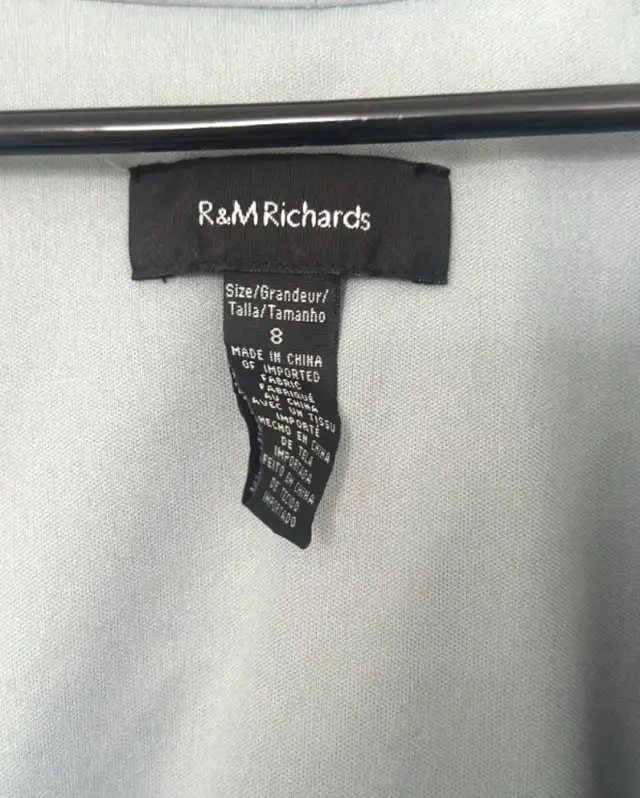 R&M Richards
Size/Grandeur/
Talla/Tamanho
8
MADE IN CHINA
OF IMPORTED
FABRIC
FABRIQUÉ
AU CHINA
AVEC UN TISSU
IMPORTÉ
HECHO EN CHINA
DE TELA
IMPORTADA
FEITO EN CHINA
DE TECIDO
IMPORTADO